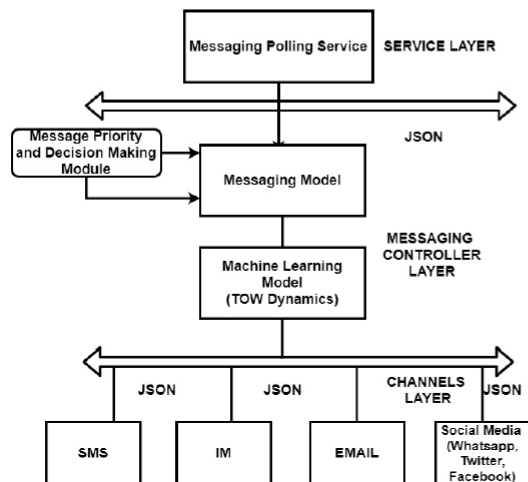 Messaging Polling Service
SERVICE LAYER
JSON
Message Priority
and Decision Making
Module
Messaging Model
MESSAGING
CONTROLLER
LAYER
Machine Learning
Model
(TOW Dynamics)
JSON
JSON
CHANNELS
LAYER
JSON
SMS
IM
EMAIL
Social Media
(Whatsapp,
Twitter,
Facebook)